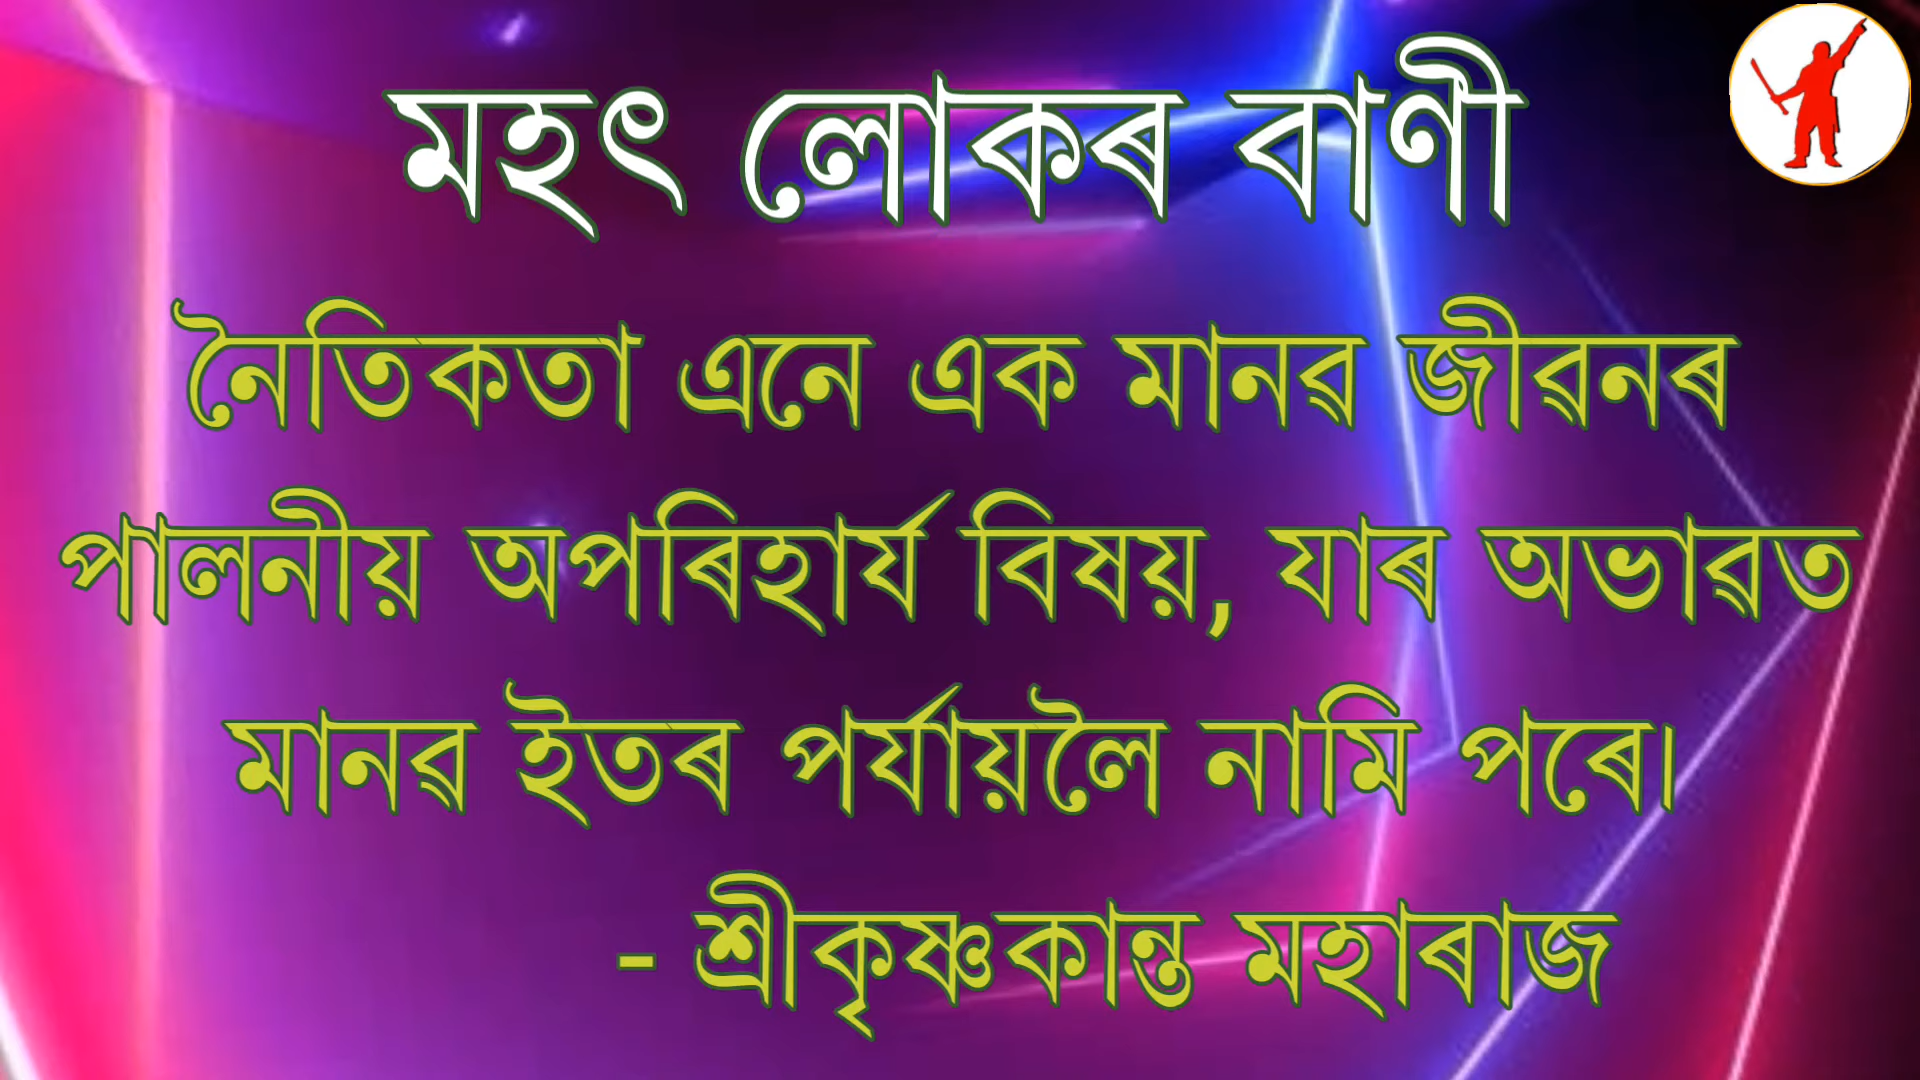 মহৎ লোকৰ বাণী
নৈতিকতা এনে এক মানৱ জীৱনৰ
পালনীয় অপৰিহাৰ্য বিষয়, যাৰ অভাৱত
মানৱ ইতৰ পৰ্যায়লৈ নামি পৰে।
- শ্ৰীকৃষ্ণকান্ত মহাৰাজ